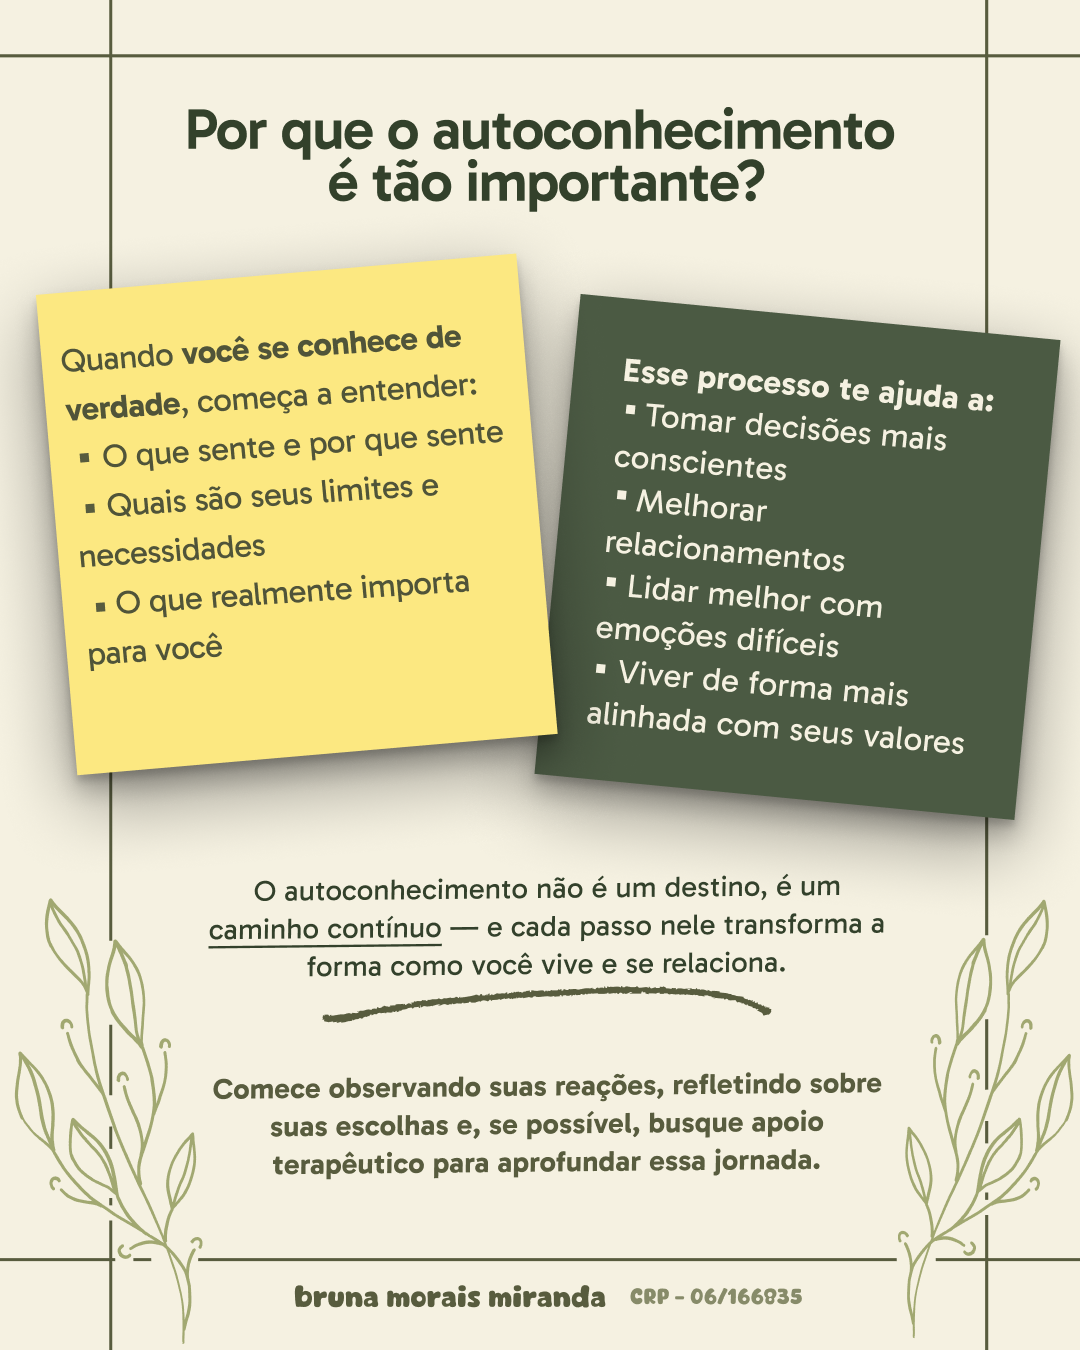 Por que o autoconhecimento
é tão importante?
Quando você se conhece de
verdade, começa a entender:
▪ O que sente e por que sente
▪ Quais são seus limites e
necessidades
▪ O que realmente importa
para você
Esse processo te ajuda a:
▪ Tomar decisões mais
conscientes
▪ Melhorar
relacionamentos
▪ Lidar melhor com
emoções difíceis
▪ Viver de forma mais
alinhada com seus valores
O autoconhecimento não é um destino, é um
caminho contínuo — e cada passo nele transforma a
forma como você vive e se relaciona.
Comece observando suas reações, refletindo sobre
suas escolhas e, se possível, busque apoio
terapêutico para aprofundar essa jornada.
bruna morais miranda CRP - 06/166835